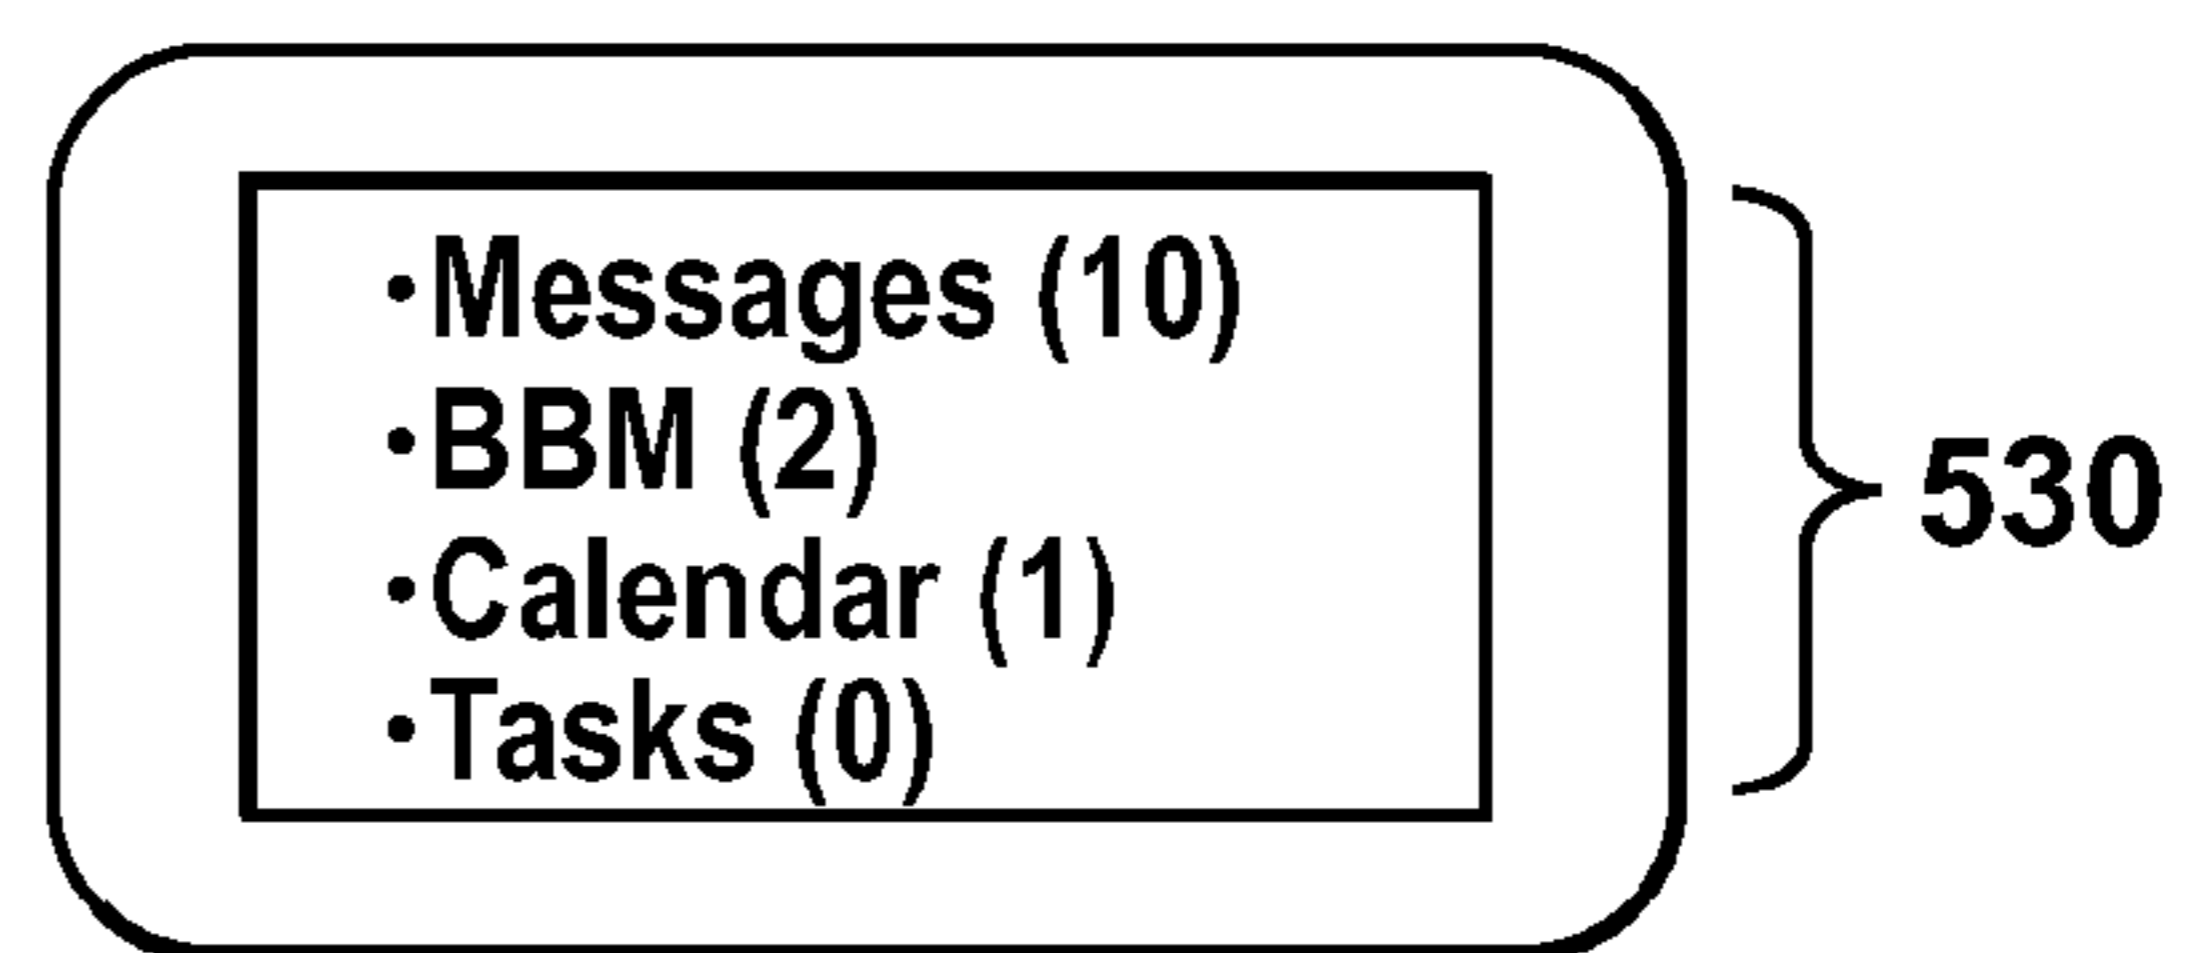 •Messages (10)
•BBM (2)
•Calendar (1)
•Tasks (0)
530